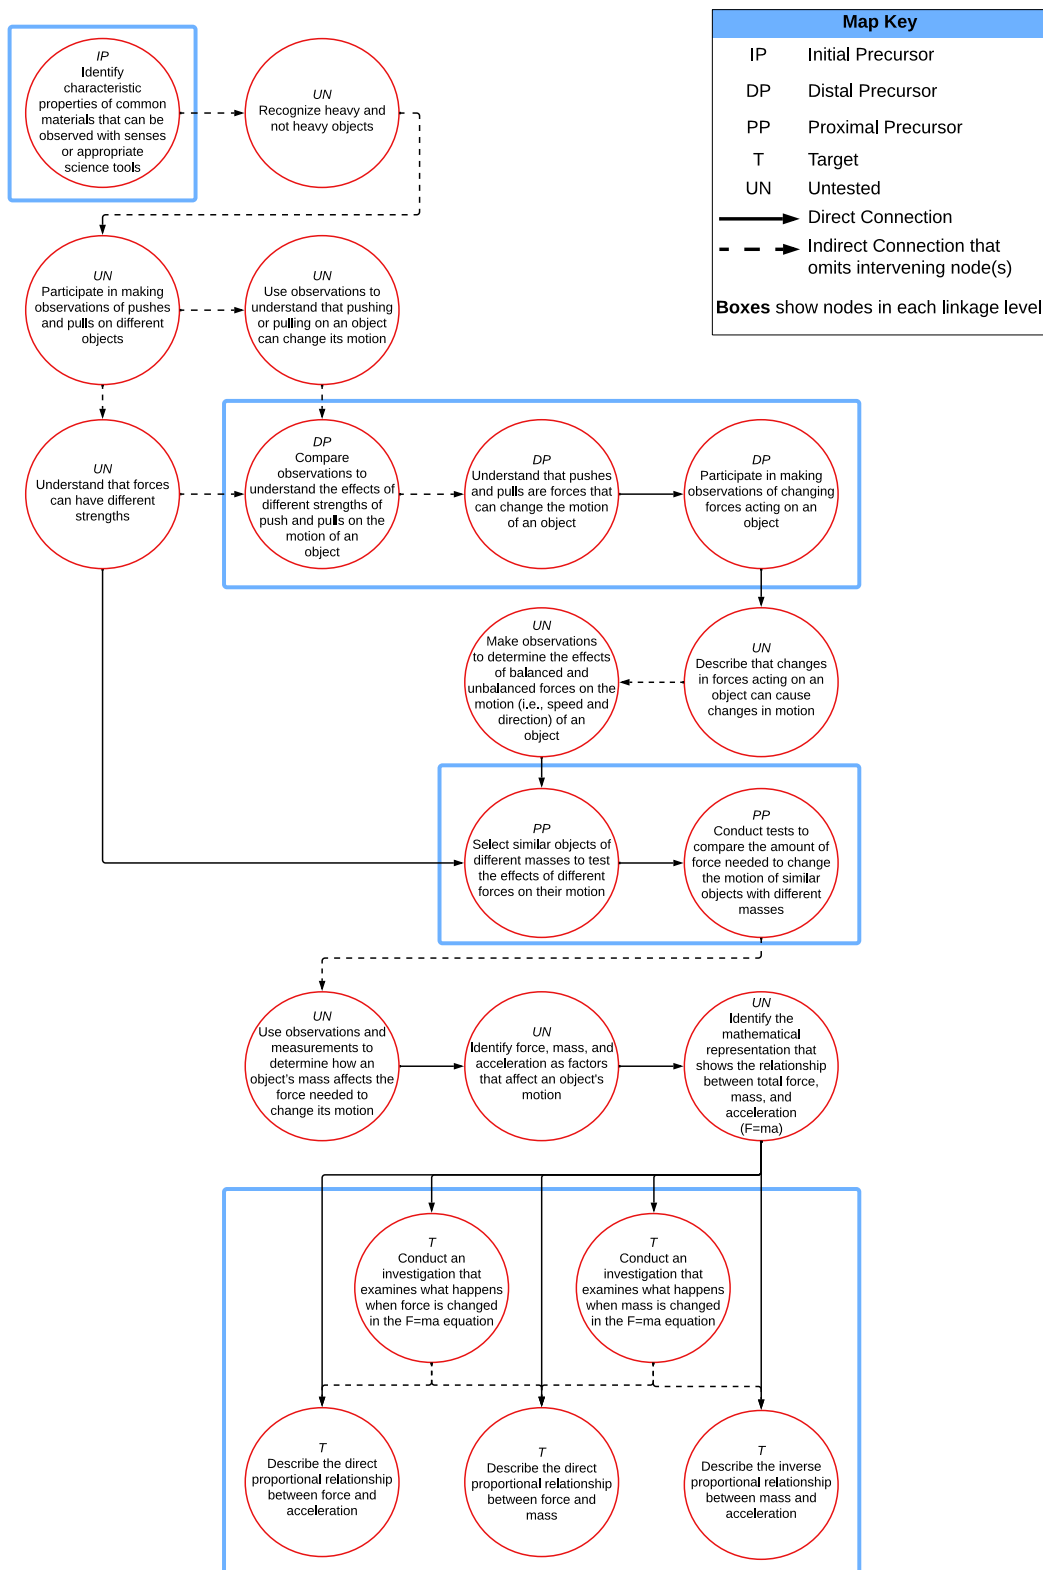 Map Key
IP Initial Precursor
DP Distal Precursor
PP Proximal Precursor
T Target
UN Untested
Direct Connection
Indirect Connection that
omits intervening node(s)
Boxes show nodes in each linkage level
IP
Identify
characteristic
properties of common
materials that can be
observed with senses
or appropriate
science tools
UN
Recognize heavy and
not heavy objects
UN
Participate in making
observations of pushes
and pulls on different
objects
UN
Use observations to
understand that pushing
or pulling on an object
can change its motion
UN
Understand that forces
can have different
strengths
DP
Compare
observations to
understand the effects of
different strengths of
push and pulls on the
motion of an
object
DP
Understand that pushes
and pulls are forces that
can change the motion
of an object
DP
Participate in making
observations of changing
forces acting on an
object
UN
Make observations
to determine the effects
of balanced and
unbalanced forces on the
motion (i.e., speed and
direction) of an
object
UN
Describe that changes
in forces acting on an
object can cause
changes in motion
PP
Select similar objects of
different masses to test
the effects of different
forces on their motion
PP
Conduct tests to
compare the amount of
force needed to change
the motion of similar
objects with different
masses
UN
Use observations and
measurements to
determine how an
object's mass affects the
force needed to
change its motion
UN
Identify force, mass, and
acceleration as factors
that affect an object's
motion
UN
Identify the
mathematical
representation that
shows the relationship
between total force,
mass, and
acceleration
(F=ma)
T
Conduct an
investigation that
examines what happens
when force is changed
in the F=ma equation
T
Conduct an
investigation that
examines what happens
when mass is changed
in the F=ma equation
T
Describe the direct
proportional relationship
between force and
acceleration
T
Describe the direct
proportional relationship
between force and
mass
T
Describe the inverse
proportional relationship
between mass and
acceleration